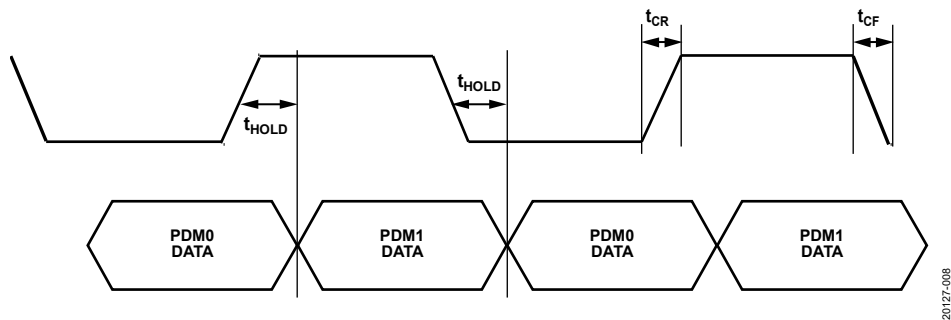 tCR
tCF
tHOLD
tHOLD
PDM0
DATA
PDM1
DATA
PDM0
DATA
PDM1
DATA
20127-008